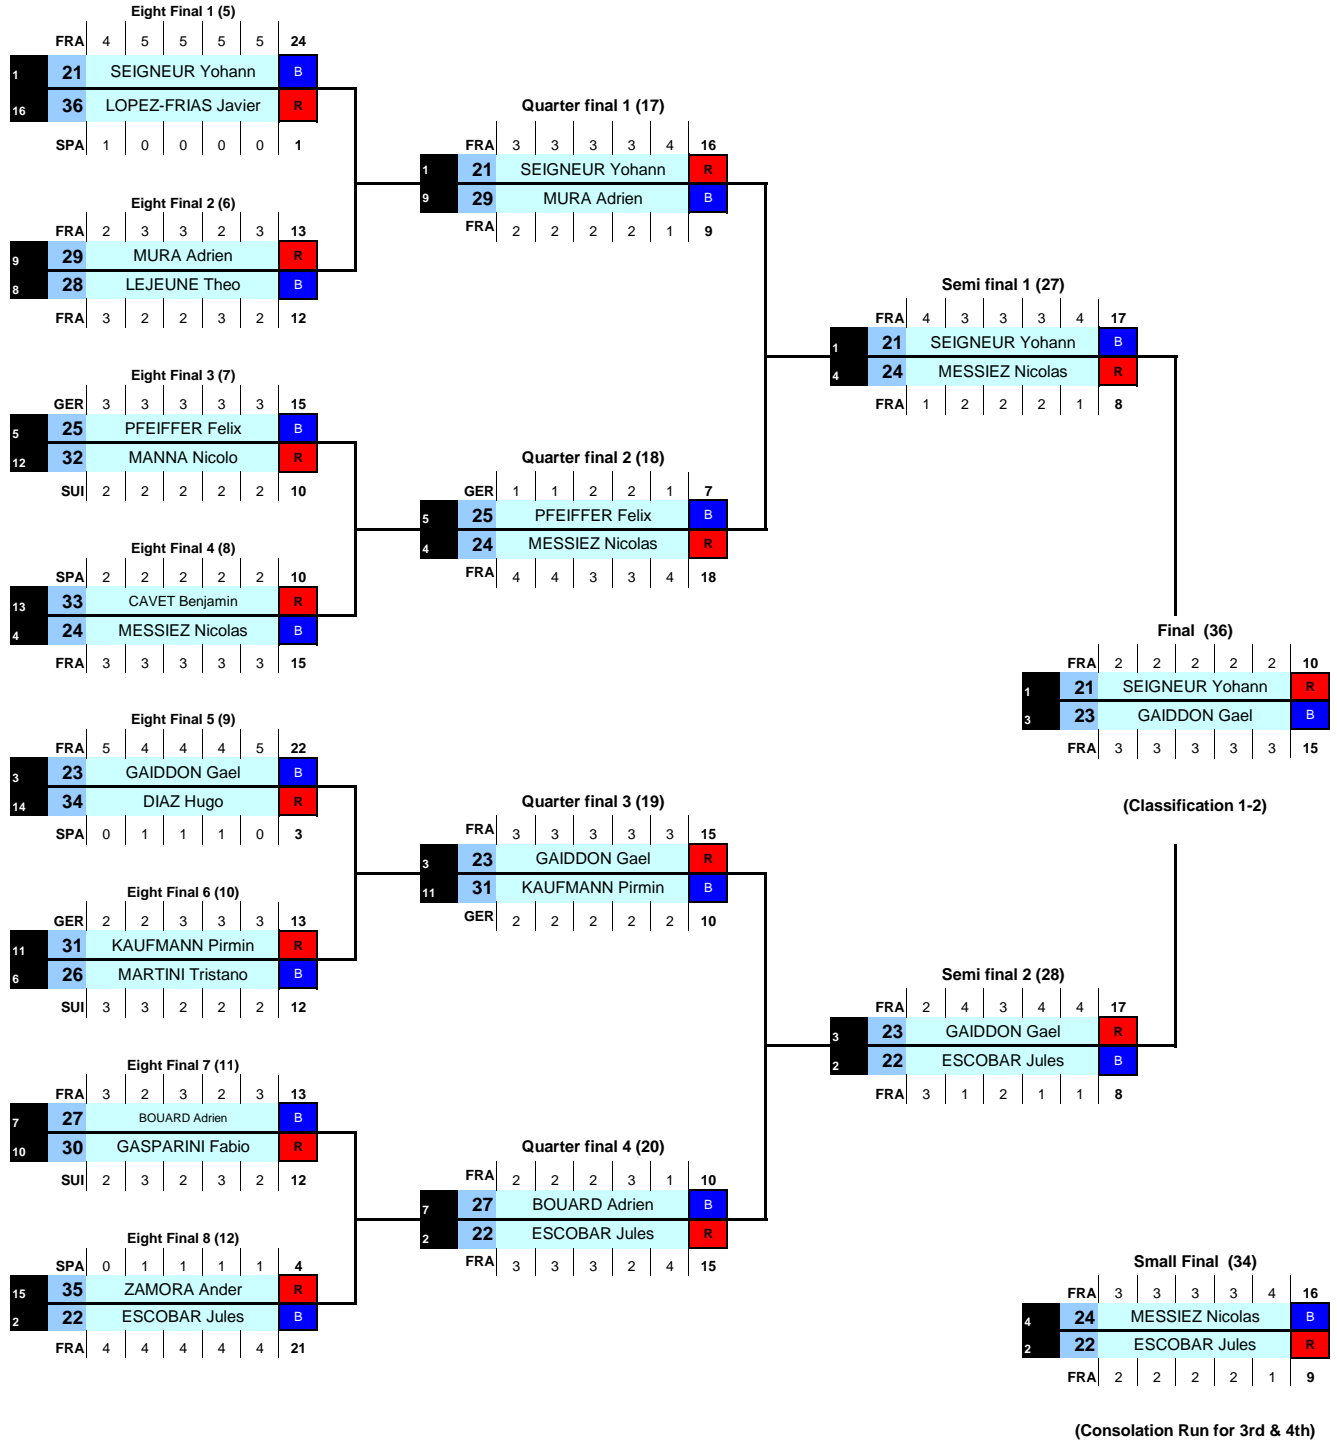 Eight Final 1 (5)
FRA 4 5 5 5 5 24
1 21 SEIGNEUR Yohann B
16 36 LOPEZ-FRIAS Javier R
SPA 1 0 0 0 0 1
Eight Final 2 (6)
FRA 2 3 3 2 3 13
9 29 MURA Adrien R
8 28 LEJEUNE Theo B
FRA 3 2 2 3 2 12
Eight Final 3 (7)
GER 3 3 3 3 3 15
5 25 PFEIFFER Felix B
12 32 MANNA Nicolo R
SUI 2 2 2 2 2 10
Eight Final 4 (8)
SPA 2 2 2 2 2 10
13 33 CAVET Benjamin R
4 24 MESSIEZ Nicolas B
FRA 3 3 3 3 3 15
Eight Final 5 (9)
FRA 5 4 4 4 5 22
3 23 GAIDDON Gael B
14 34 DIAZ Hugo R
SPA 0 1 1 1 0 3
Eight Final 6 (10)
GER 2 2 3 3 3 13
11 31 KAUFMANN Pirmin R
6 26 MARTINI Tristano B
SUI 3 3 2 2 2 12
Eight Final 7 (11)
FRA 3 2 3 2 3 13
7 27 BOUARD Adrien B
10 30 GASPARINI Fabio R
SUI 2 3 2 3 2 12
Eight Final 8 (12)
SPA 0 1 1 1 1 4
15 35 ZAMORA Ander R
2 22 ESCOBAR Jules B
FRA 4 4 4 4 4 21
Quarter final 1 (17)
FRA 3 3 3 3 4 16
1 21 SEIGNEUR Yohann R
9 29 MURA Adrien B
FRA 2 2 2 2 1 9
Quarter final 2 (18)
GER 1 1 2 2 1 7
5 25 PFEIFFER Felix B
4 24 MESSIEZ Nicolas R
FRA 4 4 3 3 4 18
Quarter final 3 (19)
FRA 3 3 3 3 3 15
3 23 GAIDDON Gael R
11 31 KAUFMANN Pirmin B
GER 2 2 2 2 2 10
Quarter final 4 (20)
FRA 2 2 2 3 1 10
7 27 BOUARD Adrien B
2 22 ESCOBAR Jules R
FRA 3 3 3 2 4 15
Semi final 1 (27)
FRA 4 3 3 3 4 17
1 21 SEIGNEUR Yohann B
4 24 MESSIEZ Nicolas R
FRA 1 2 2 2 1 8
Semi final 2 (28)
FRA 2 4 3 4 4 17
3 23 GAIDDON Gael R
2 22 ESCOBAR Jules B
FRA 3 1 2 1 1 8
Final (36)
FRA 2 2 2 2 2 10
1 21 SEIGNEUR Yohann R
3 23 GAIDDON Gael B
FRA 3 3 3 3 3 15
(Classification 1-2)
Small Final (34)
FRA 3 3 3 3 4 16
4 24 MESSIEZ Nicolas B
2 22 ESCOBAR Jules R
FRA 2 2 2 2 1 9
(Consolation Run for 3rd & 4th)